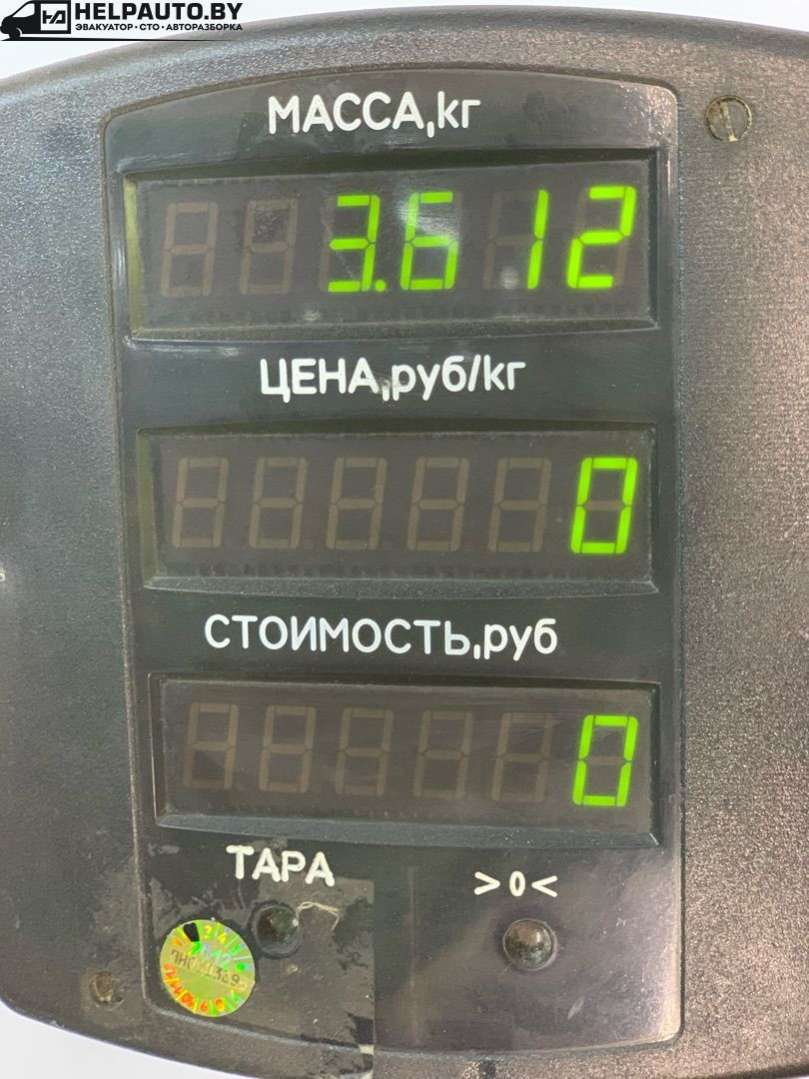 HELPAUTO.BY
ЭВАКУАТОР • СТО • АВТОРАЗБОРКА
МАССА,кг
3.612
ЦЕНА,руб/кг
0
СТОИМОСТЬ,руб
0
ТАРА
>0<